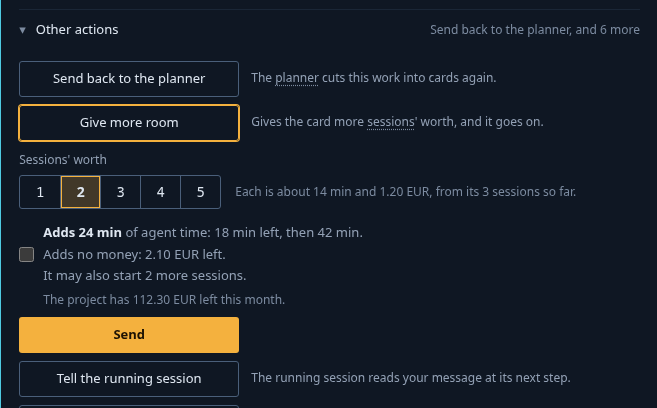 ▾ Other actions Send back to the planner, and 6 more
Send back to the planner The planner cuts this work into cards again.
Give more room Gives the card more sessions' worth, and it goes on.
Sessions' worth
1 2 3 4 5 Each is about 14 min and 1.20 EUR, from its 3 sessions so far.
Adds 24 min of agent time: 18 min left, then 42 min.
Adds no money: 2.10 EUR left.
It may also start 2 more sessions.
The project has 112.30 EUR left this month.
Send
Tell the running session The running session reads your message at its next step.